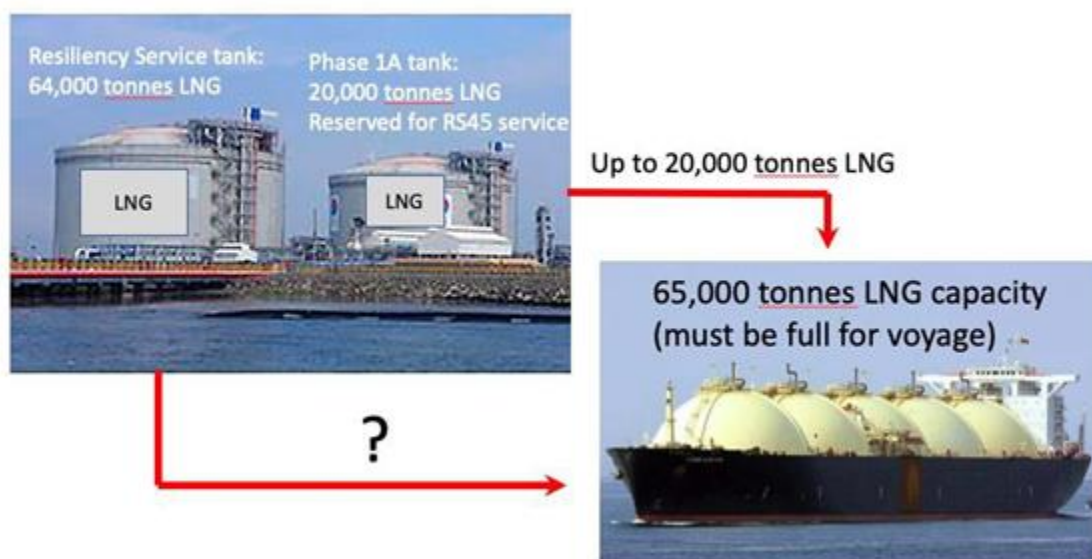 Resiliency Service tank:
64,000 tonnes LNG
Phase 1A tank:
20,000 tonnes LNG
Reserved for RS45 service
LNG
LNG
Up to 20,000 tonnes LNG
65,000 tonnes LNG capacity
(must be full for voyage)
?